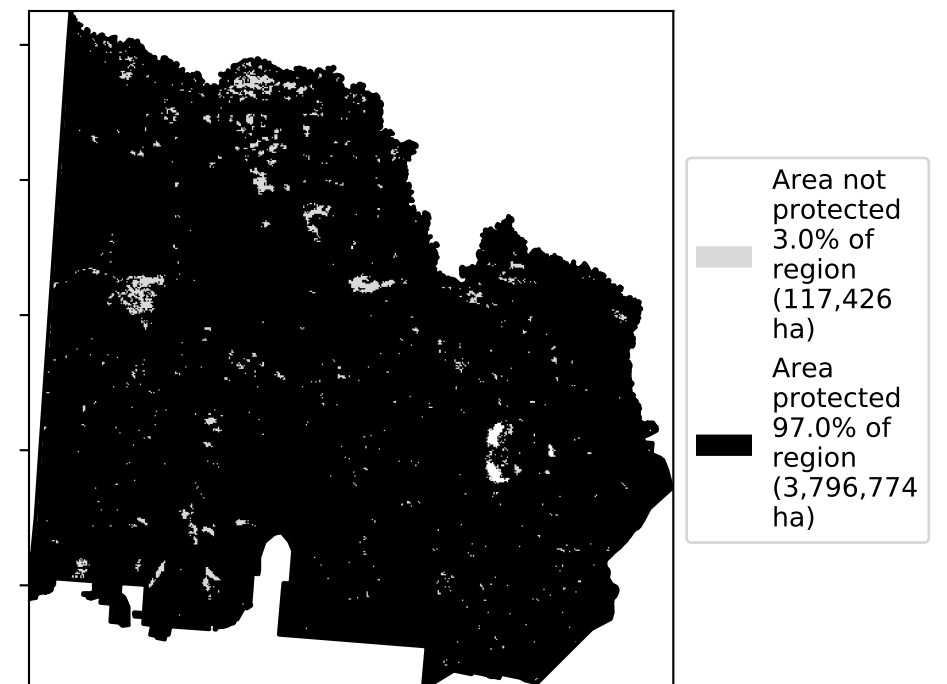 Area not
protected
3.0% of
region
(117,426
ha)
Area
protected
97.0% of
region
(3,796,774
ha)